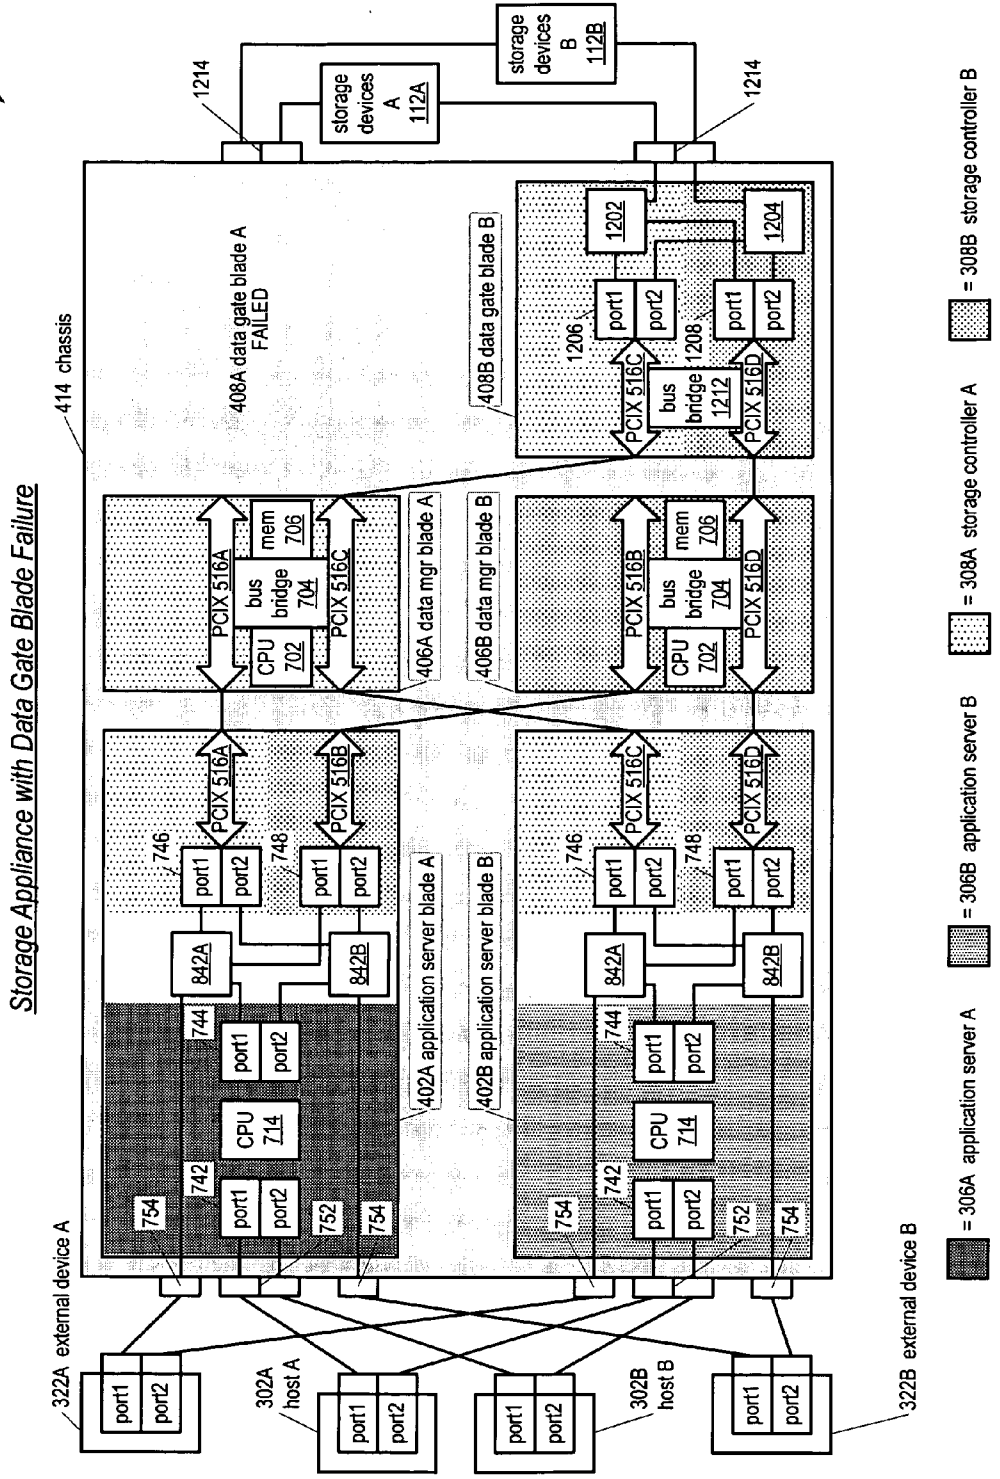 Storage Appliance with Data Gate Blade Failure
414 chassis
322A external device A
port1
port2
302A
host A
port1
port2
302B
host B
port1
port2
322B external device B
port1
port2
754
752
754
754
752
754
742
port1
port2
CPU
714
744
port1
port2
842A
842B
746
port1
port2
748
port1
port2
PCIX 516A
PCIX 516B
402A application server blade A
402B application server blade B
742
port1
port2
CPU
714
744
port1
port2
842A
842B
746
port1
port2
748
port1
port2
PCIX 516C
PCIX 516D
PCIX 516A
CPU
702
bus
bridge
704
mem
706
PCIX 516C
406A data mgr blade A
406B data mgr blade B
PCIX 516B
CPU
702
bus
bridge
704
mem
706
PCIX 516D
408A data gate blade A
FAILED
408B data gate blade B
PCIX 516C
bus
bridge
1212
PCIX 516D
1206
port1
port2
1208
port1
port2
1202
1204
1214
1214
storage
devices
A
112A
storage
devices
B
112B
= 306A application server A
= 306B application server B
= 308A storage controller A
= 308B storage controller B